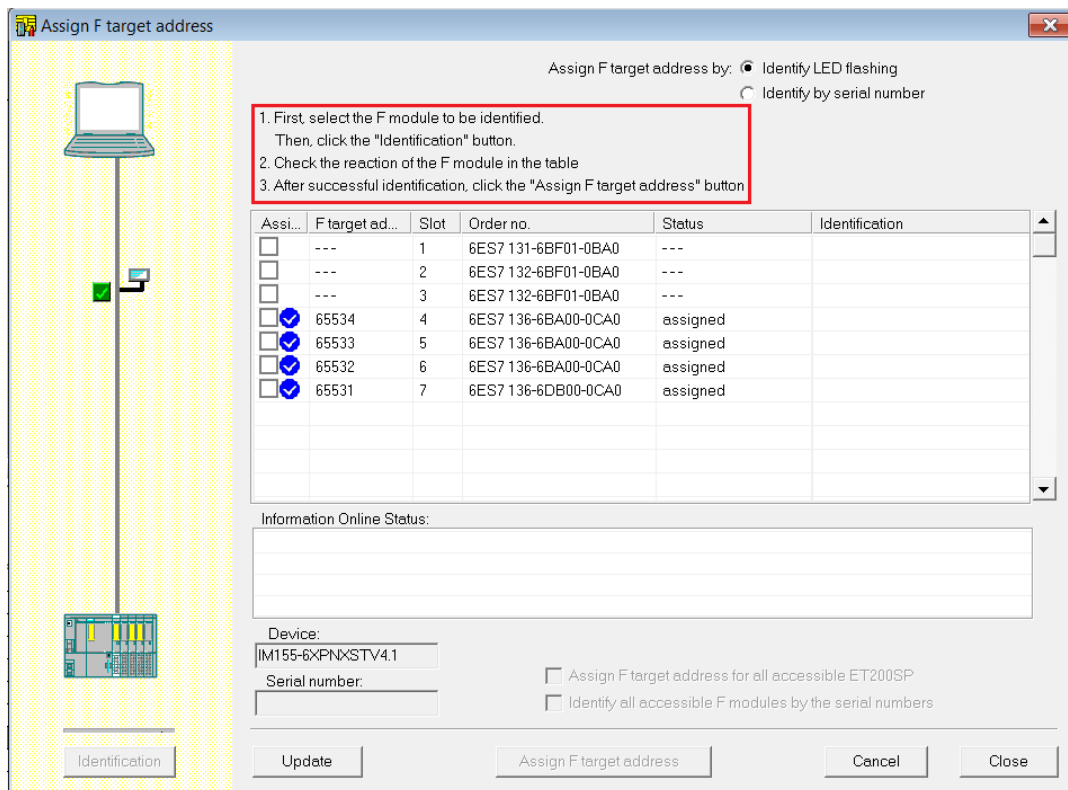 Assign F target address
Assign F target address by: Identify LED flashing
Identify by serial number
1. First, select the F module to be identified.
Then, click the "Identification" button.
2. Check the reaction of the F module in the table
3. After successful identification, click the "Assign F target address" button
Assi... F target ad... Slot Order no. Status Identification
--- 1 6ES7 131-6BF01-0BA0 ---
--- 2 6ES7 132-6BF01-0BA0 ---
--- 3 6ES7 132-6BF01-0BA0 ---
65534 4 6ES7 136-6BA00-0CA0 assigned
65533 5 6ES7 136-6BA00-0CA0 assigned
65532 6 6ES7 136-6BA00-0CA0 assigned
65531 7 6ES7 136-6DB00-0CA0 assigned
Information Online Status:
Device:
IM155-6XPNXSTV4.1
Serial number:
Assign F target address for all accessible ET200SP
Identify all accessible F modules by the serial numbers
Identification Update Assign F target address Cancel Close